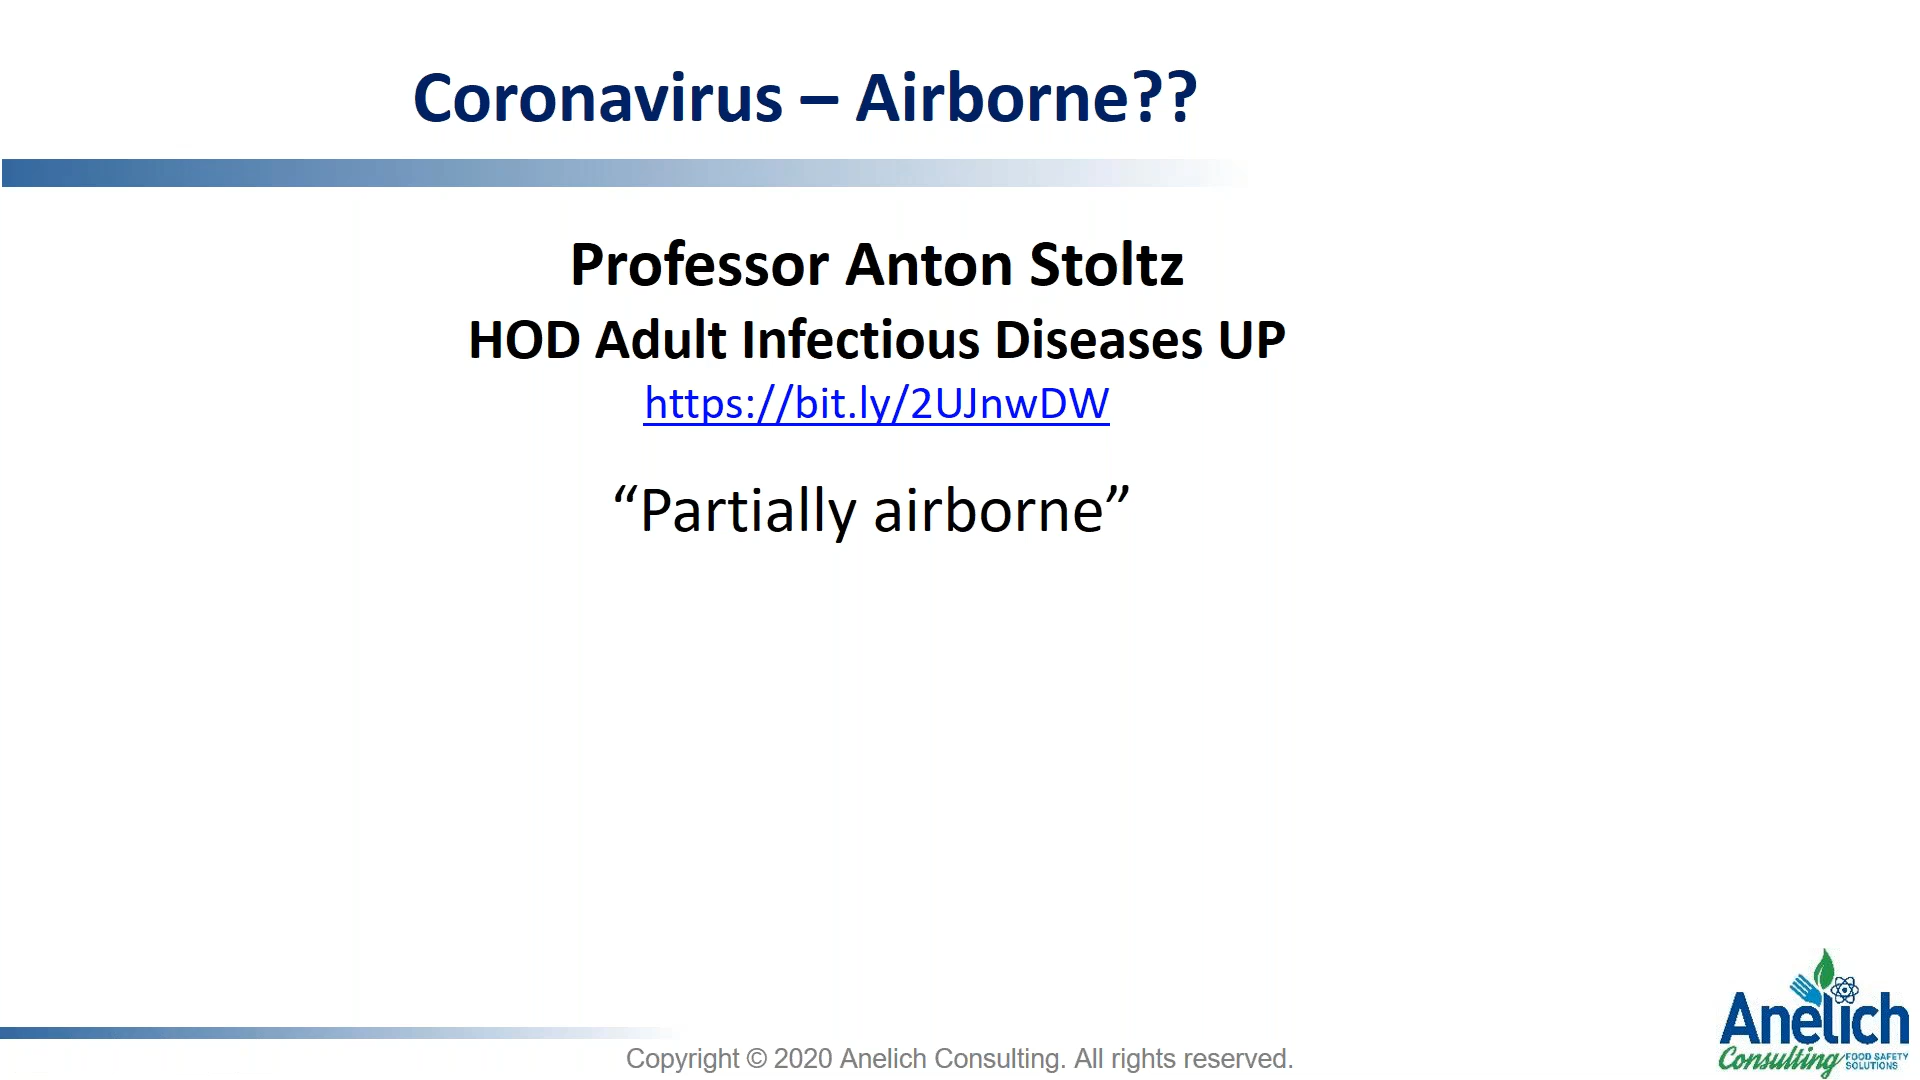 Coronavirus – Airborne??
Professor Anton Stoltz
HOD Adult Infectious Diseases UP
https://bit.ly/2UJnwDW
“Partially airborne”
Anelich
Consulting FOOD SAFETY
SOLUTIONS
Copyright © 2020 Anelich Consulting. All rights reserved.